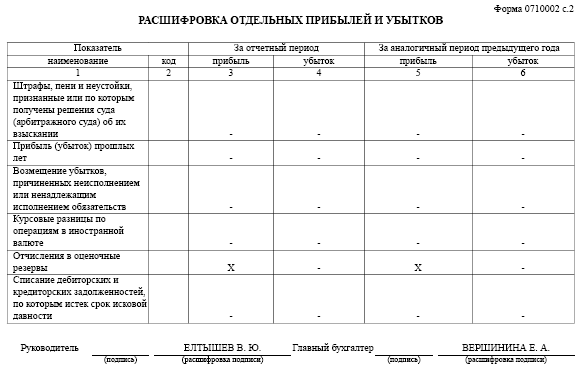 Форма 0710002 с.2
РАСШИФРОВКА ОТДЕЛЬНЫХ ПРИБЫЛЕЙ И УБЫТКОВ
Показатель За отчетный период За аналогичный период предыдущего года
наименование код прибыль убыток прибыль убыток
1 2 3 4 5 6
Штрафы, пени и неустойки,
признанные или по которым
получены решения суда
(арбитражного суда) об их
взыскании - - - -
Прибыль (убыток) прошлых
лет - - - -
Возмещение убытков,
причиненных неисполнением
или ненадлежащим
исполнением обязательств - - - -
Курсовые разницы по
операциям в иностранной
валюте - - - -
Отчисления в оценочные
резервы Х - Х -
Списание дебиторских и
кредиторских задолженностей,
по которым истек срок исковой
давности - - - -
Руководитель ЕЛТЫШЕВ В. Ю. Главный бухгалтер ВЕРШИНИНА Е. А.
(подпись) (расшифровка подписи) (подпись) (расшифровка подписи)